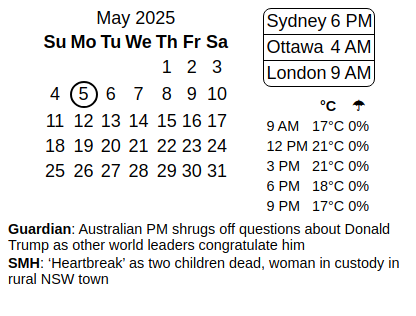 May 2025
Su Mo Tu We Th Fr Sa
1 2 3
4 5 6 7 8 9 10
11 12 13 14 15 16 17
18 19 20 21 22 23 24
25 26 27 28 29 30 31
Sydney 6 PM
Ottawa 4 AM
London 9 AM
°C ☂
9 AM 17°C 0%
12 PM 21°C 0%
3 PM 21°C 0%
6 PM 18°C 0%
9 PM 17°C 0%
Guardian: Australian PM shrugs off questions about Donald
Trump as other world leaders congratulate him
SMH: ‘Heartbreak’ as two children dead, woman in custody in
rural NSW town